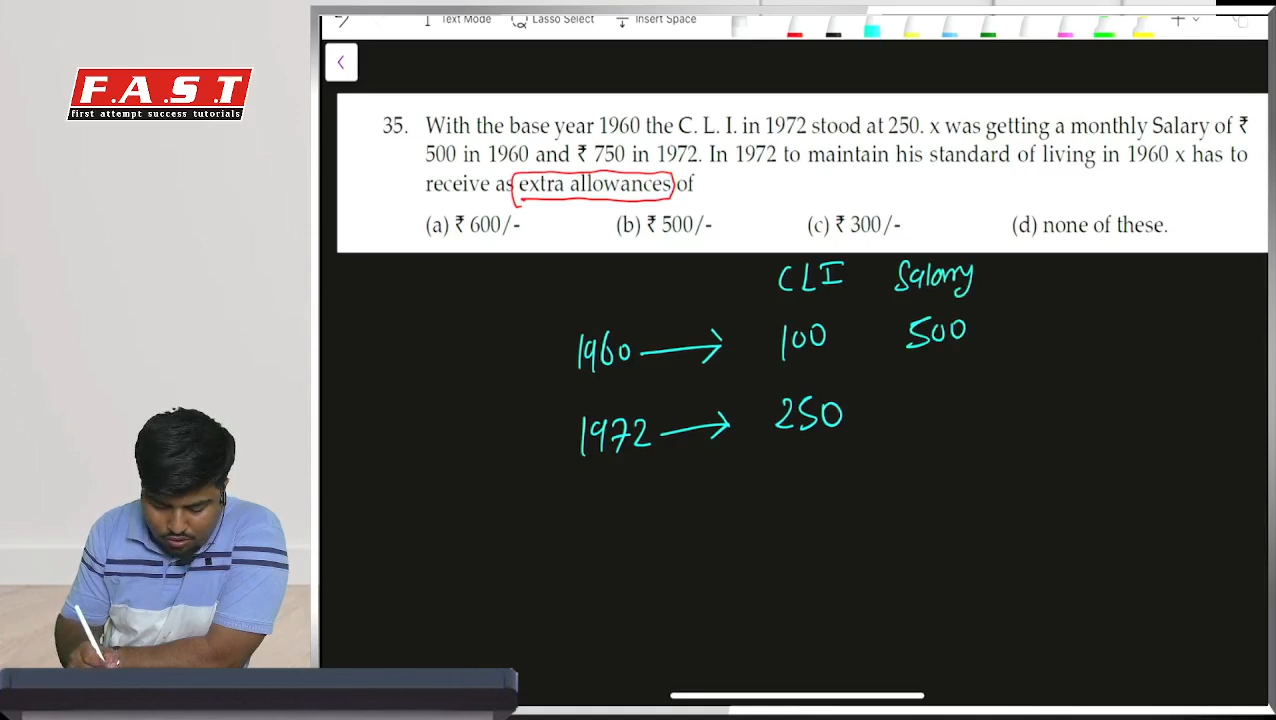 Text Mode
Lasso Select
Insert Space
F.A.S.T
first attempt success tutorials
35. With the base year 1960 the C. L. I. in 1972 stood at 250. x was getting a monthly Salary of ₹
500 in 1960 and ₹ 750 in 1972. In 1972 to maintain his standard of living in 1960 x has to
receive as extra allowances of
(a) ₹ 600/- (b) ₹ 500/- (c) ₹ 300/- (d) none of these.
CLI Salary
1960 → 100 500
1972 → 250